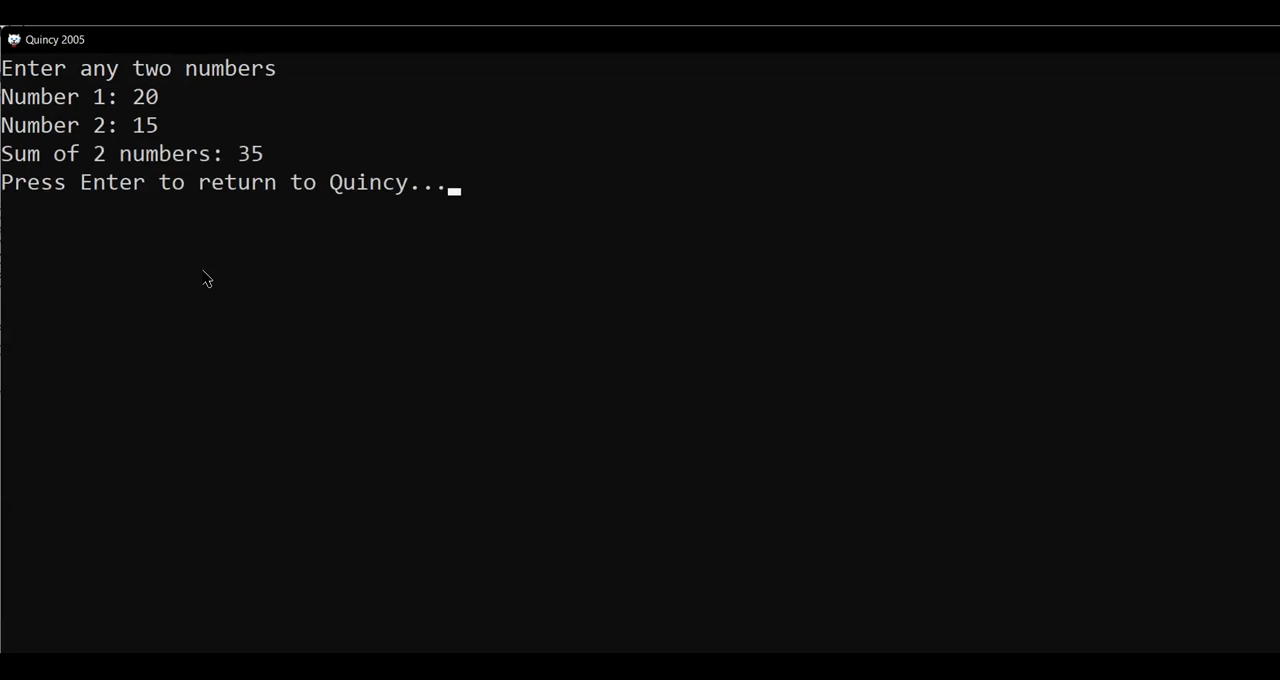 Quincy 2005
Enter any two numbers
Number 1: 20
Number 2: 15
Sum of 2 numbers: 35
Press Enter to return to Quincy...